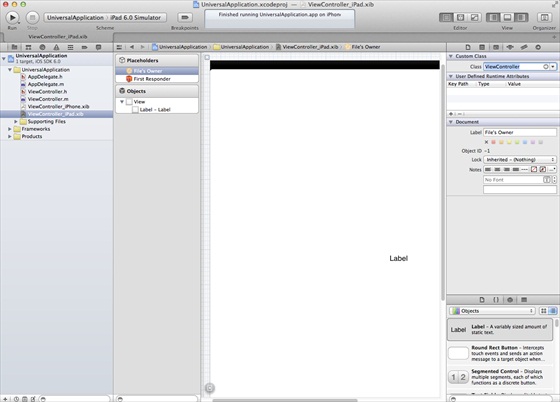 UniversalApplication.xcodeproj — ViewController_iPad.xib
Run
Stop
UniversalApplication
iPad 6.0 Simulator
Scheme
Breakpoints
Finished running UniversalApplication.app on iPhone
Editor
View
Organizer
ViewController_iPad.xib
UniversalApplication
ViewController_iPad.xib
File's Owner
UniversalApplication
1 target, iOS SDK 6.0
UniversalApplication
AppDelegate.h
AppDelegate.m
ViewController.h
ViewController.m
ViewController_iPhone.xib
ViewController_iPad.xib
Supporting Files
Frameworks
Products
Placeholders
File's Owner
First Responder
Objects
View
Label - Label
Label
Custom Class
Class ViewController
User Defined Runtime Attributes
Key Path Type Value
Document
Label File's Owner
Object ID -1
Lock Inherited - (Nothing)
Notes
No Font
Objects
Label
Label - A variably sized amount of
static text.
Round Rect Button - Intercepts
touch events and sends an action
message to a target object when…
1 2
Segmented Control - Displays
multiple segments, each of which
functions as a discrete button.